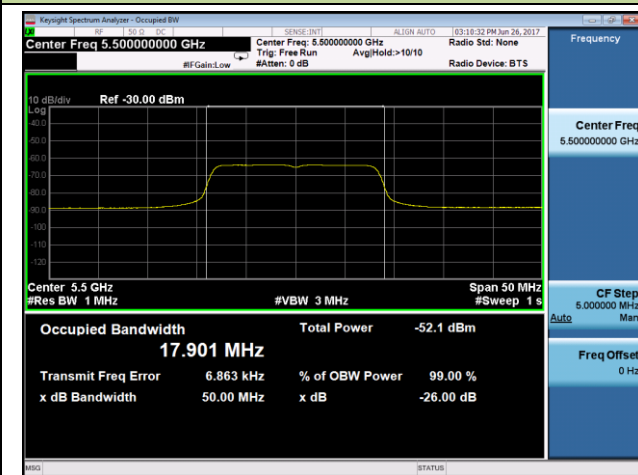 Keysight Spectrum Analyzer - Occupied BW
RF 50 Ω DC SENSE:INT ALIGN AUTO 03:10:32 PM Jun 26, 2017
Center Freq 5.500000000 GHz Center Freq: 5.500000000 GHz Radio Std: None Frequency
Trig: Free Run Avg|Hold:>10/10
#IFGain:Low #Atten: 0 dB Radio Device: BTS
10 dB/div Ref -30.00 dBm
Log
-40.0
-50.0
-60.0
-70.0
-80.0
-90.0
-100
-110
-120
Center Freq
5.500000000 GHz
Center 5.5 GHz Span 50 MHz
#Res BW 1 MHz #VBW 3 MHz #Sweep 1 s
CF Step
5.000000 MHz
Auto Man
Occupied Bandwidth Total Power -52.1 dBm
17.901 MHz
Transmit Freq Error 6.863 kHz % of OBW Power 99.00 %
x dB Bandwidth 50.00 MHz x dB -26.00 dB
Freq Offset
0 Hz
MSG STATUS